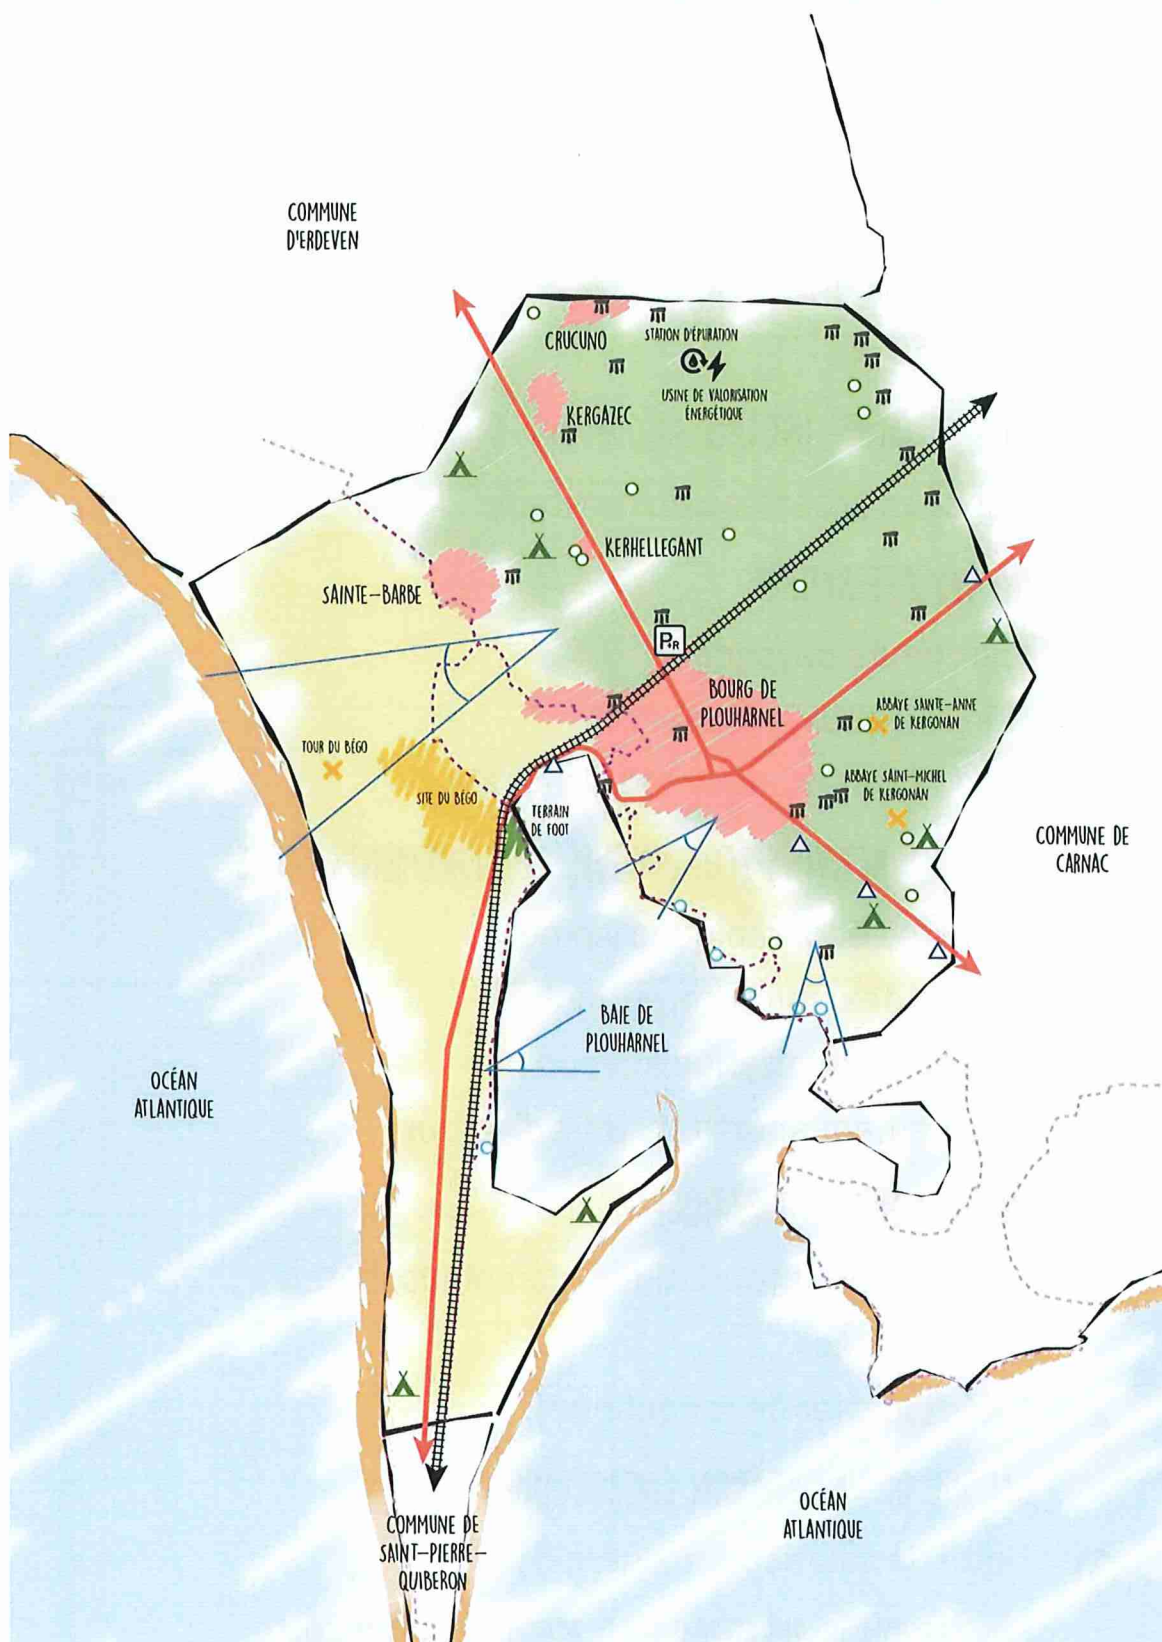 COMMUNE
D'ERDEVEN
CRUCUNO
STATION D'ÉPURATION
USINE DE VALORISATION
ÉNERGÉTIQUE
KERGAZEC
KERHELLEGANT
SAINTE-BARBE
P+R
BOURG DE
PLOUHARNEL
ABBAYE SAINTE-ANNE
DE KERGONAN
TOUR DU BÉGO
SITE DU BÉGO
TERRAIN
DE FOOT
ABBAYE SAINT-MICHEL
DE KERGONAN
COMMUNE DE
CARNAC
BAIE DE
PLOUHARNEL
OCÉAN
ATLANTIQUE
OCÉAN
ATLANTIQUE
COMMUNE DE
SAINT-PIERRE-
QUIBERON